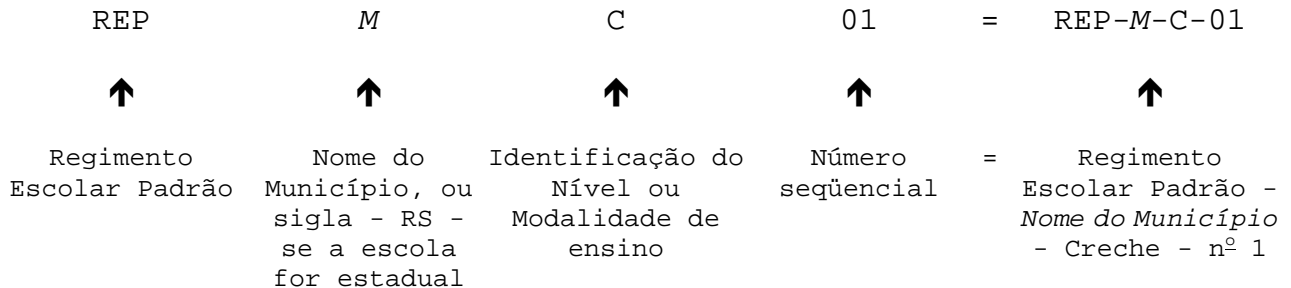 REP M C 01 = REP-M-C-01
Regimento Nome do Identificação do Número = Regimento
Escolar Padrão Município, ou Nível ou seqüencial Escolar Padrão -
sigla - RS - Modalidade de Nome do Município
se a escola ensino - Creche - nº 1
for estadual